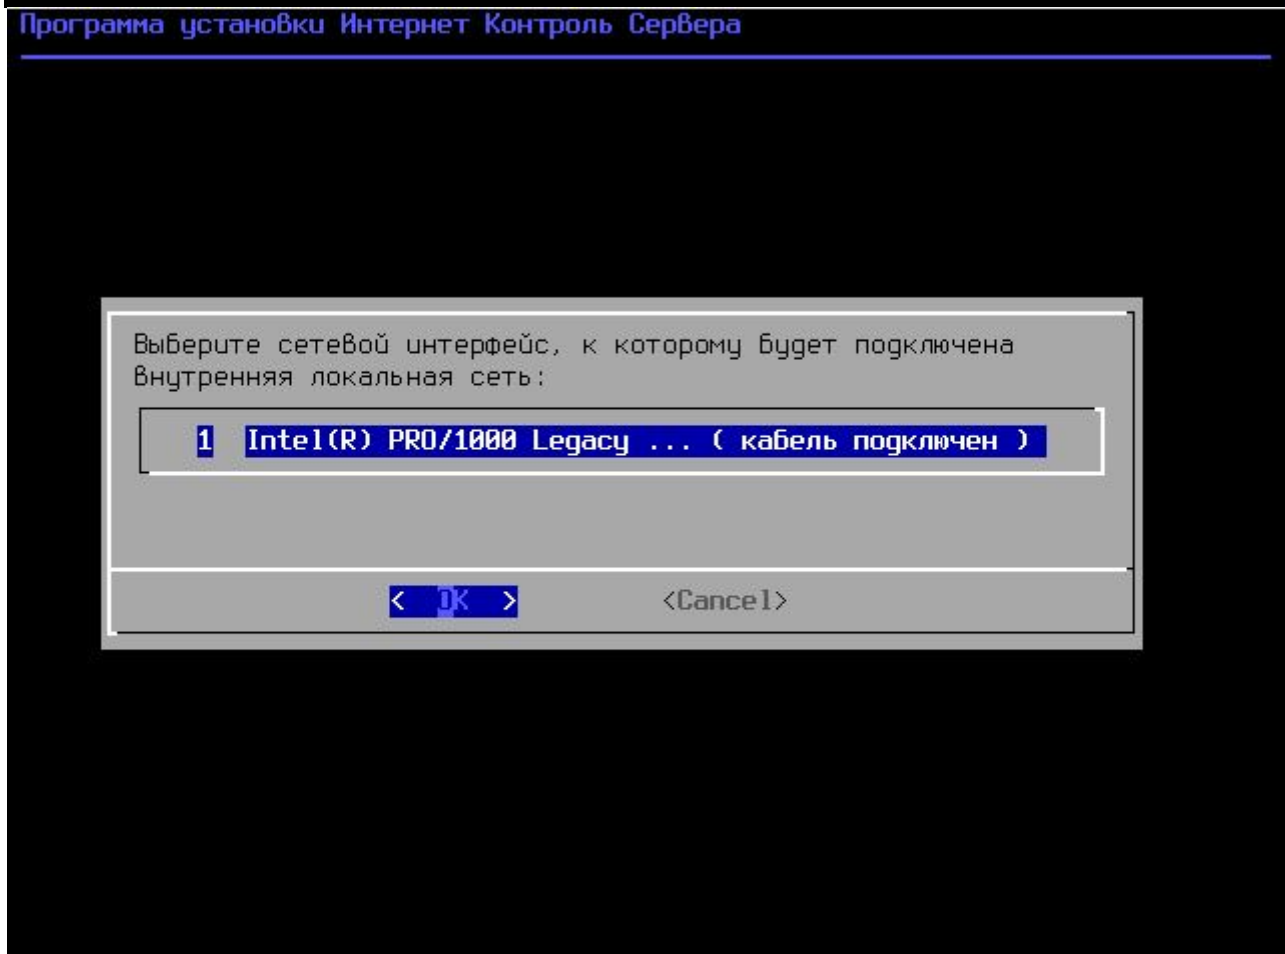 Программа установки Интернет Контроль Сервера
Выберите сетевой интерфейс, к которому будет подключена
внутренняя локальная сеть:
1 Intel(R) PRO/1000 Legacy ... ( кабель подключен )
< OK > <Cancel>